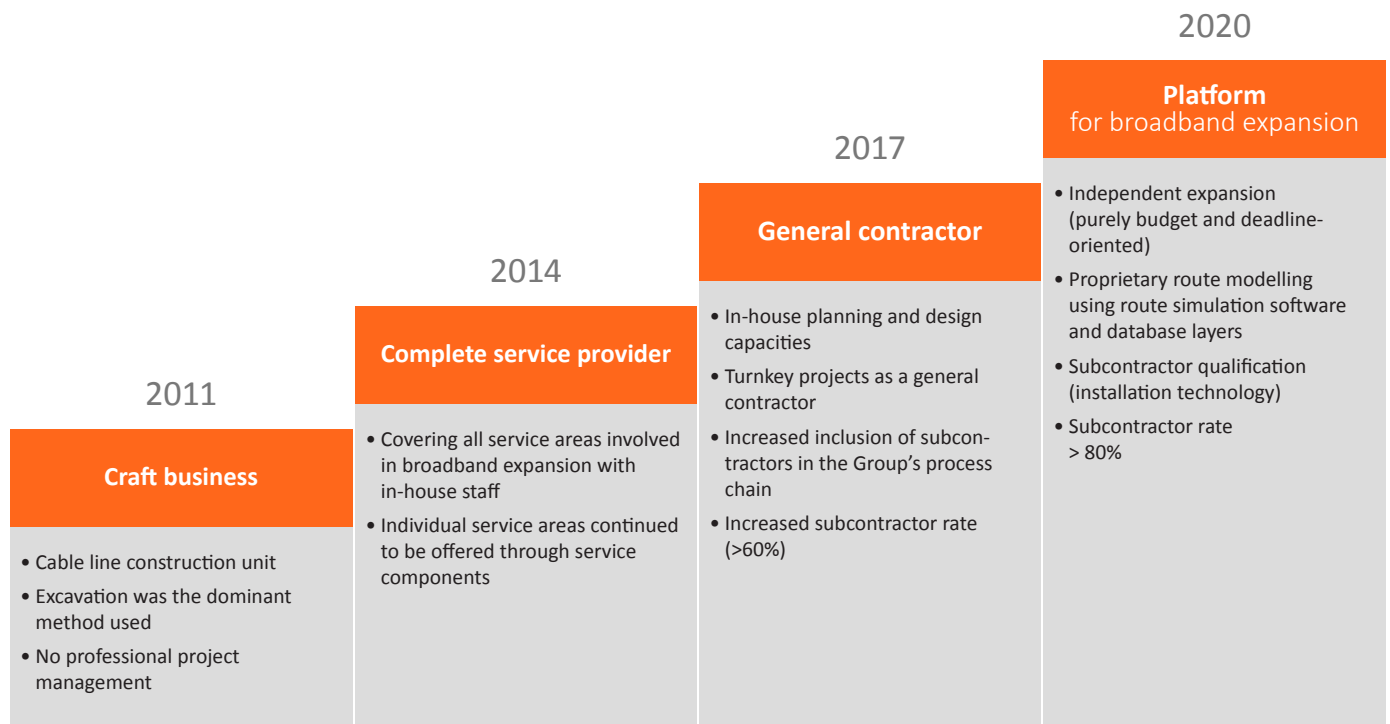 2011
Craft business
• Cable line construction unit
• Excavation was the dominant
method used
• No professional project
management
2014
Complete service provider
• Covering all service areas involved
in broadband expansion with
in-house staff
• Individual service areas continued
to be offered through service
components
2017
General contractor
• In-house planning and design
capacities
• Turnkey projects as a general
contractor
• Increased inclusion of subcon-
tractors in the Group's process
chain
• Increased subcontractor rate
(>60%)
2020
Platform
for broadband expansion
• Independent expansion
(purely budget and deadline-
oriented)
• Proprietary route modelling
using route simulation software
and database layers
• Subcontractor qualification
(installation technology)
• Subcontractor rate
> 80%